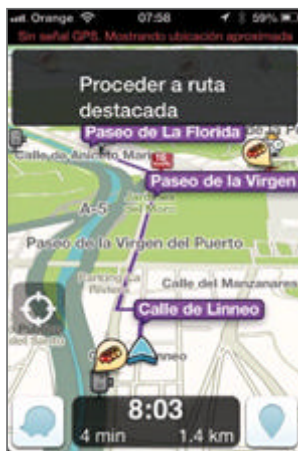 Orange
07:58
59%
Sin señal GPS. Mostrando ubicación aproximada
Proceder a ruta
destacada
Paseo de La Florida
Calle de Aniceto Mari
Paseo de la Virgen
A-5
Paseo de la Virgen del Puerto
Calle del Manzanares
Calle de Linneo
8:03
4 min
1.4 km